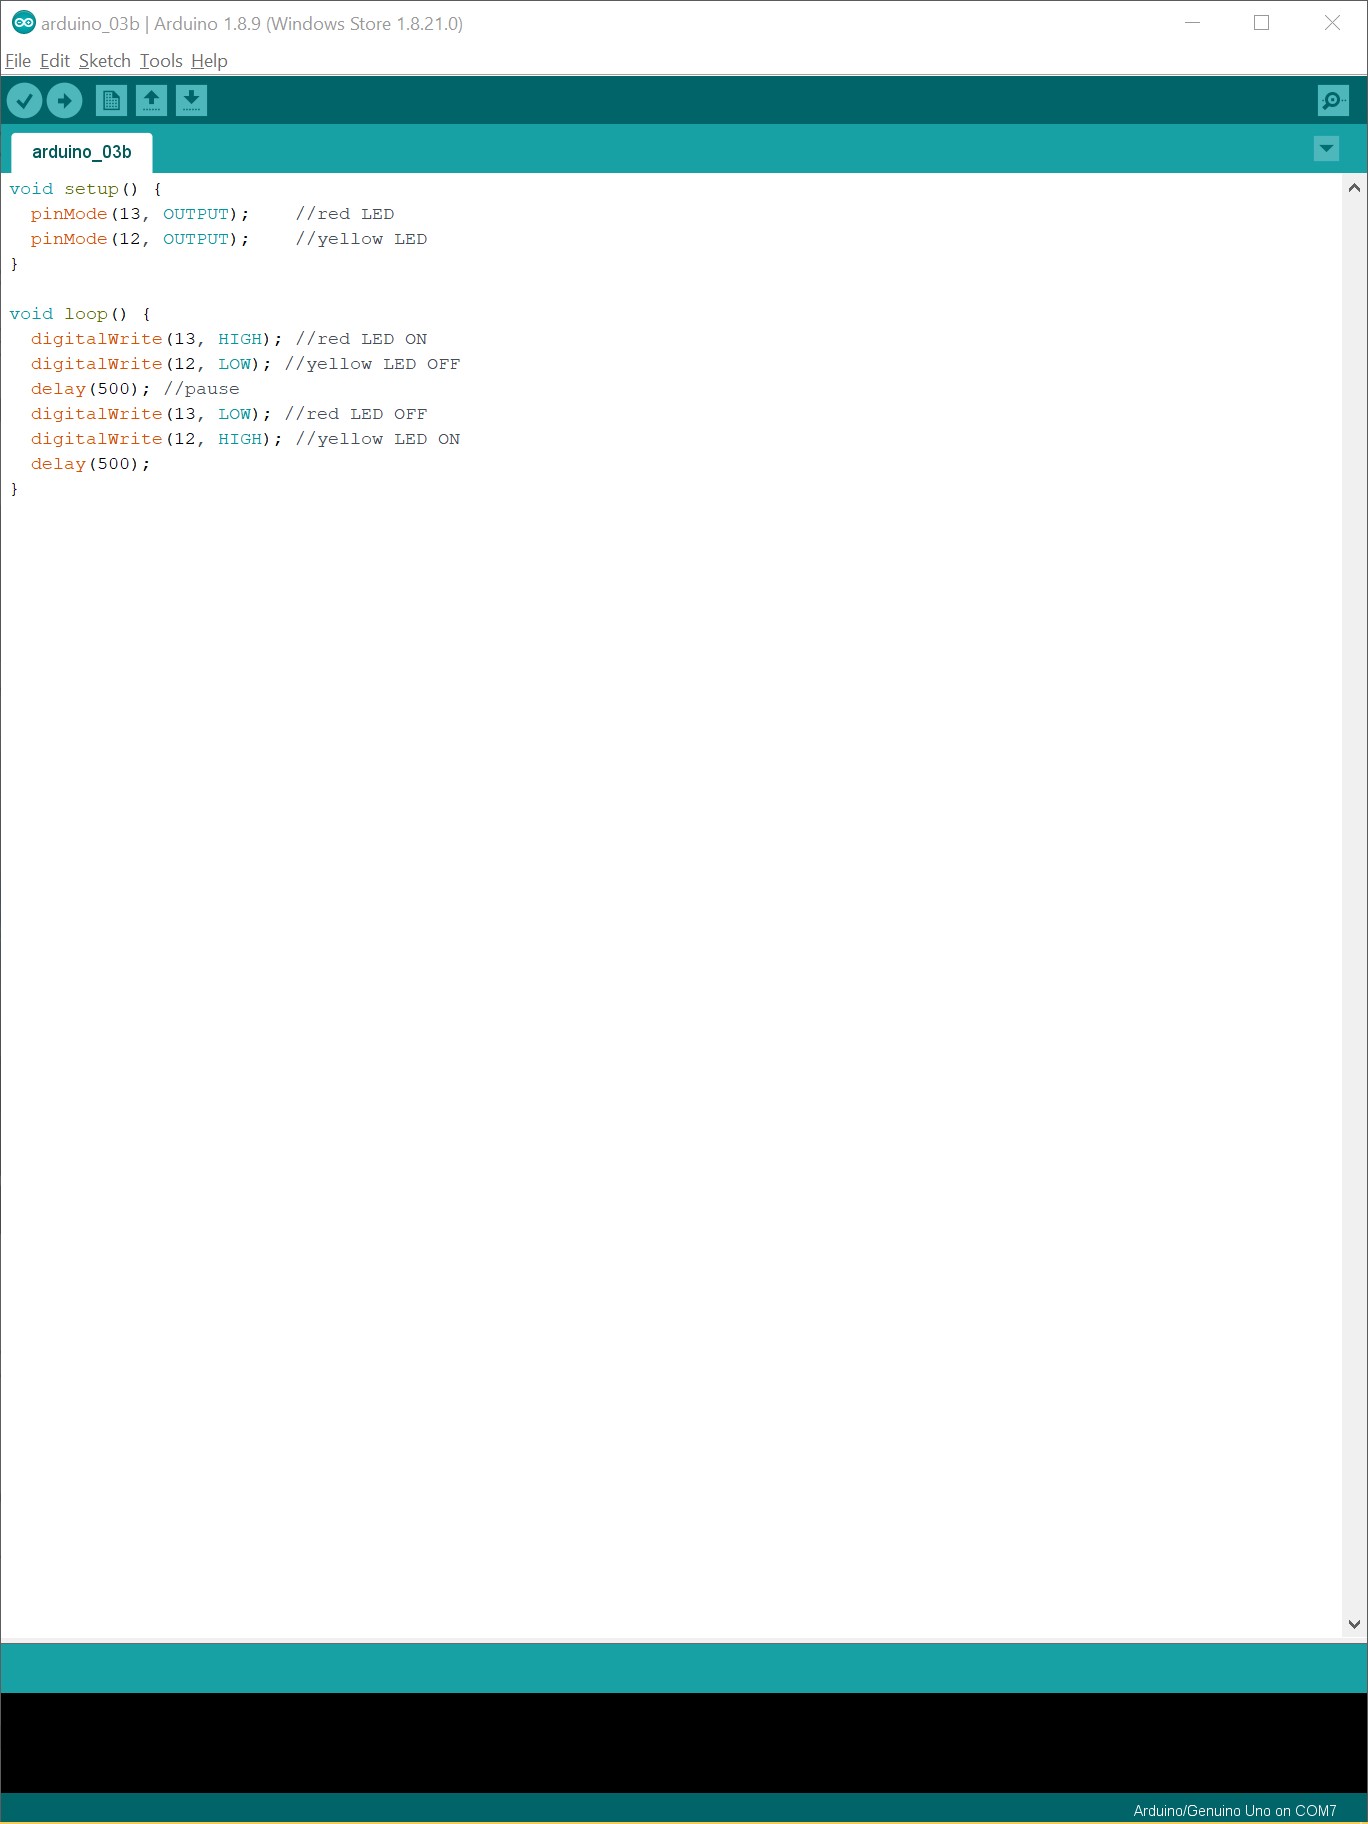 arduino_03b | Arduino 1.8.9 (Windows Store 1.8.21.0)
File Edit Sketch Tools Help
arduino_03b
void setup() {
  pinMode(13, OUTPUT);    //red LED
  pinMode(12, OUTPUT);    //yellow LED
}

void loop() {
  digitalWrite(13, HIGH); //red LED ON
  digitalWrite(12, LOW); //yellow LED OFF
  delay(500); //pause
  digitalWrite(13, LOW); //red LED OFF
  digitalWrite(12, HIGH); //yellow LED ON
  delay(500);
}
Arduino/Genuino Uno on COM7